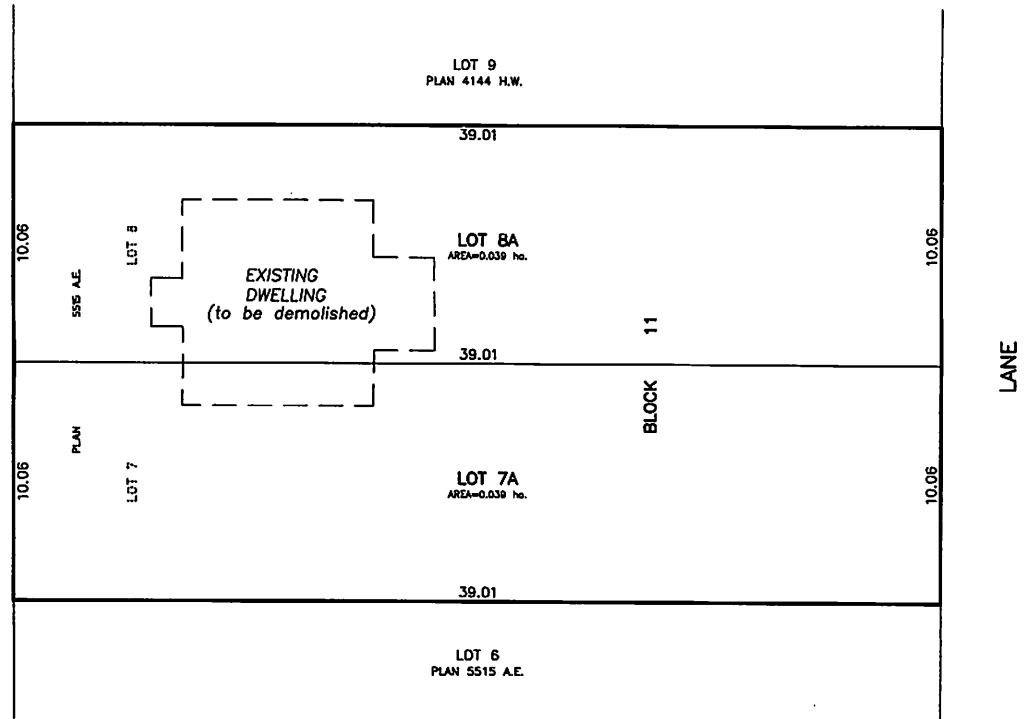 LOT 9
PLAN 4144 H.W.
39.01
10.06
LOT 8
LOT 8A
AREA=0.039 ha.
10.06
EXISTING
DWELLING
(to be demolished)
5515 A.E.
11
39.01
LANE
BLOCK
PLAN
10.06
LOT 7
LOT 7A
AREA=0.039 ha.
10.06
39.01
LOT 6
PLAN 5515 A.E.